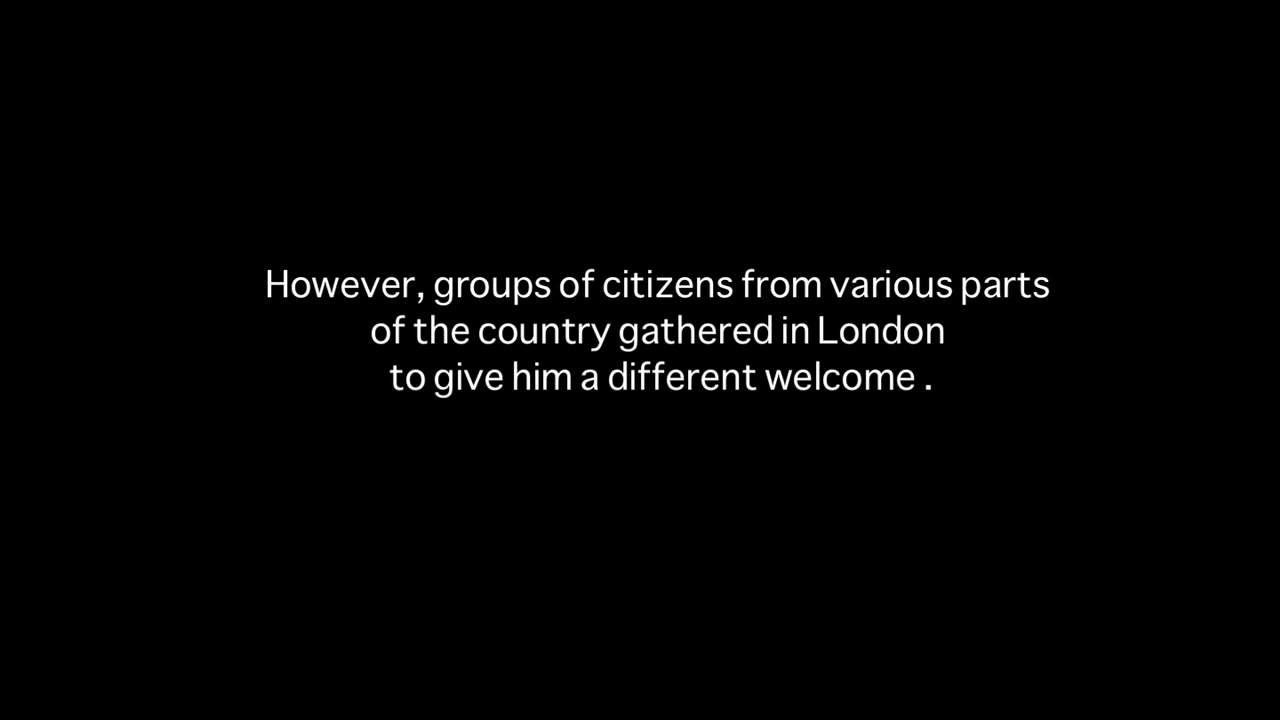 However, groups of citizens from various parts
of the country gathered in London
to give him a different welcome .